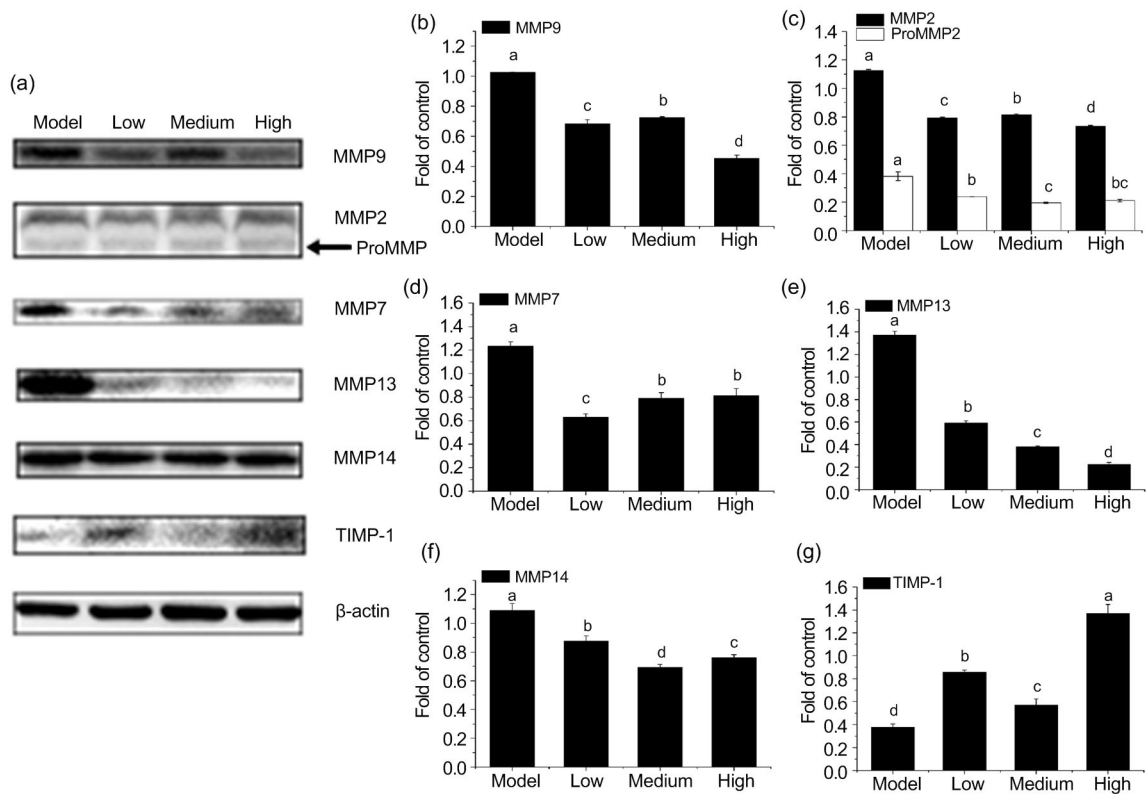 (a)
Model Low Medium High
MMP9
MMP2
ProMMP
MMP7
MMP13
MMP14
TIMP-1
β-actin
(b)
MMP9
Fold of control
1.2
1.0
0.8
0.6
0.4
0.2
0.0
a c b d
Model Low Medium High
(c)
MMP2
ProMMP2
Fold of control
1.4
1.2
1.0
0.8
0.6
0.4
0.2
0.0
a a c b b c d bc
Model Low Medium High
(d)
MMP7
Fold of control
1.6
1.4
1.2
1.0
0.8
0.6
0.4
0.2
0.0
a c b b
Model Low Medium High
(e)
MMP13
Fold of control
1.6
1.4
1.2
1.0
0.8
0.6
0.4
0.2
0.0
a b c d
Model Low Medium High
(f)
MMP14
Fold of control
1.2
1.0
0.8
0.6
0.4
0.2
0.0
a b d c
Model Low Medium High
(g)
TIMP-1
Fold of control
1.6
1.4
1.2
1.0
0.8
0.6
0.4
0.2
0.0
d b c a
Model Low Medium High